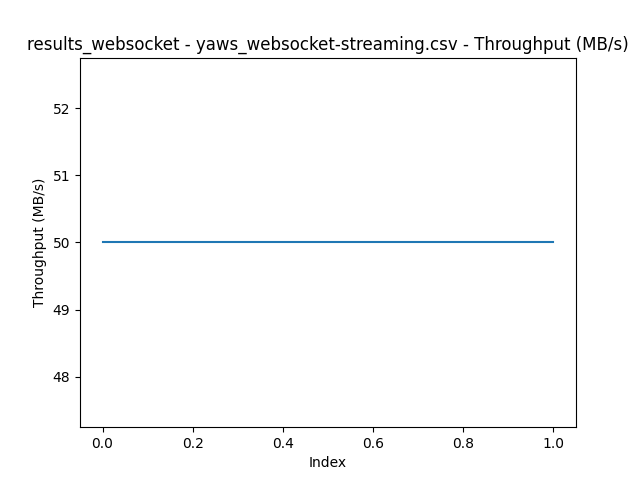 results_websocket - yaws_websocket-streaming.csv - Throughput (MB/s)
52
51
50
49
48
Throughput (MB/s)
0.0 0.2 0.4 0.6 0.8 1.0
Index